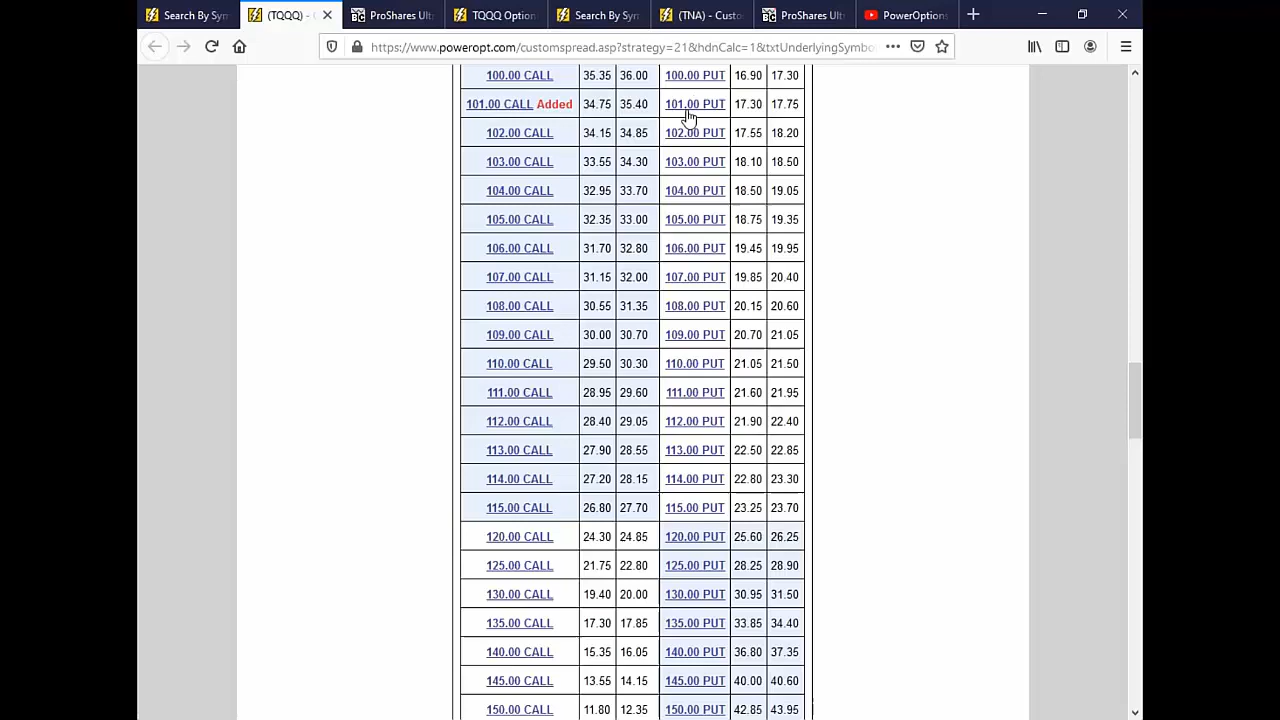 Search By Syn
(TQQQ) -
ProShares Ult
TQQQ Option
Search By Syn
(TNA) - Custo
ProShares Ult
PowerOptions
https://www.poweropt.com/customspread.asp?strategy=21&hdnCalc=1&txtUnderlyingSymbo
100.00 CALL 35.35 36.00 100.00 PUT 16.90 17.30
101.00 CALL Added 34.75 35.40 101.00 PUT 17.30 17.75
102.00 CALL 34.15 34.85 102.00 PUT 17.55 18.20
103.00 CALL 33.55 34.30 103.00 PUT 18.10 18.50
104.00 CALL 32.95 33.70 104.00 PUT 18.50 19.05
105.00 CALL 32.35 33.00 105.00 PUT 18.75 19.35
106.00 CALL 31.70 32.80 106.00 PUT 19.45 19.95
107.00 CALL 31.15 32.00 107.00 PUT 19.85 20.40
108.00 CALL 30.55 31.35 108.00 PUT 20.15 20.60
109.00 CALL 30.00 30.70 109.00 PUT 20.70 21.05
110.00 CALL 29.50 30.30 110.00 PUT 21.05 21.50
111.00 CALL 28.95 29.60 111.00 PUT 21.60 21.95
112.00 CALL 28.40 29.05 112.00 PUT 21.90 22.40
113.00 CALL 27.90 28.55 113.00 PUT 22.50 22.85
114.00 CALL 27.20 28.15 114.00 PUT 22.80 23.30
115.00 CALL 26.80 27.70 115.00 PUT 23.25 23.70
120.00 CALL 24.30 24.85 120.00 PUT 25.60 26.25
125.00 CALL 21.75 22.80 125.00 PUT 28.25 28.90
130.00 CALL 19.40 20.00 130.00 PUT 30.95 31.50
135.00 CALL 17.30 17.85 135.00 PUT 33.85 34.40
140.00 CALL 15.35 16.05 140.00 PUT 36.80 37.35
145.00 CALL 13.55 14.15 145.00 PUT 40.00 40.60
150.00 CALL 11.80 12.35 150.00 PUT 42.85 43.95